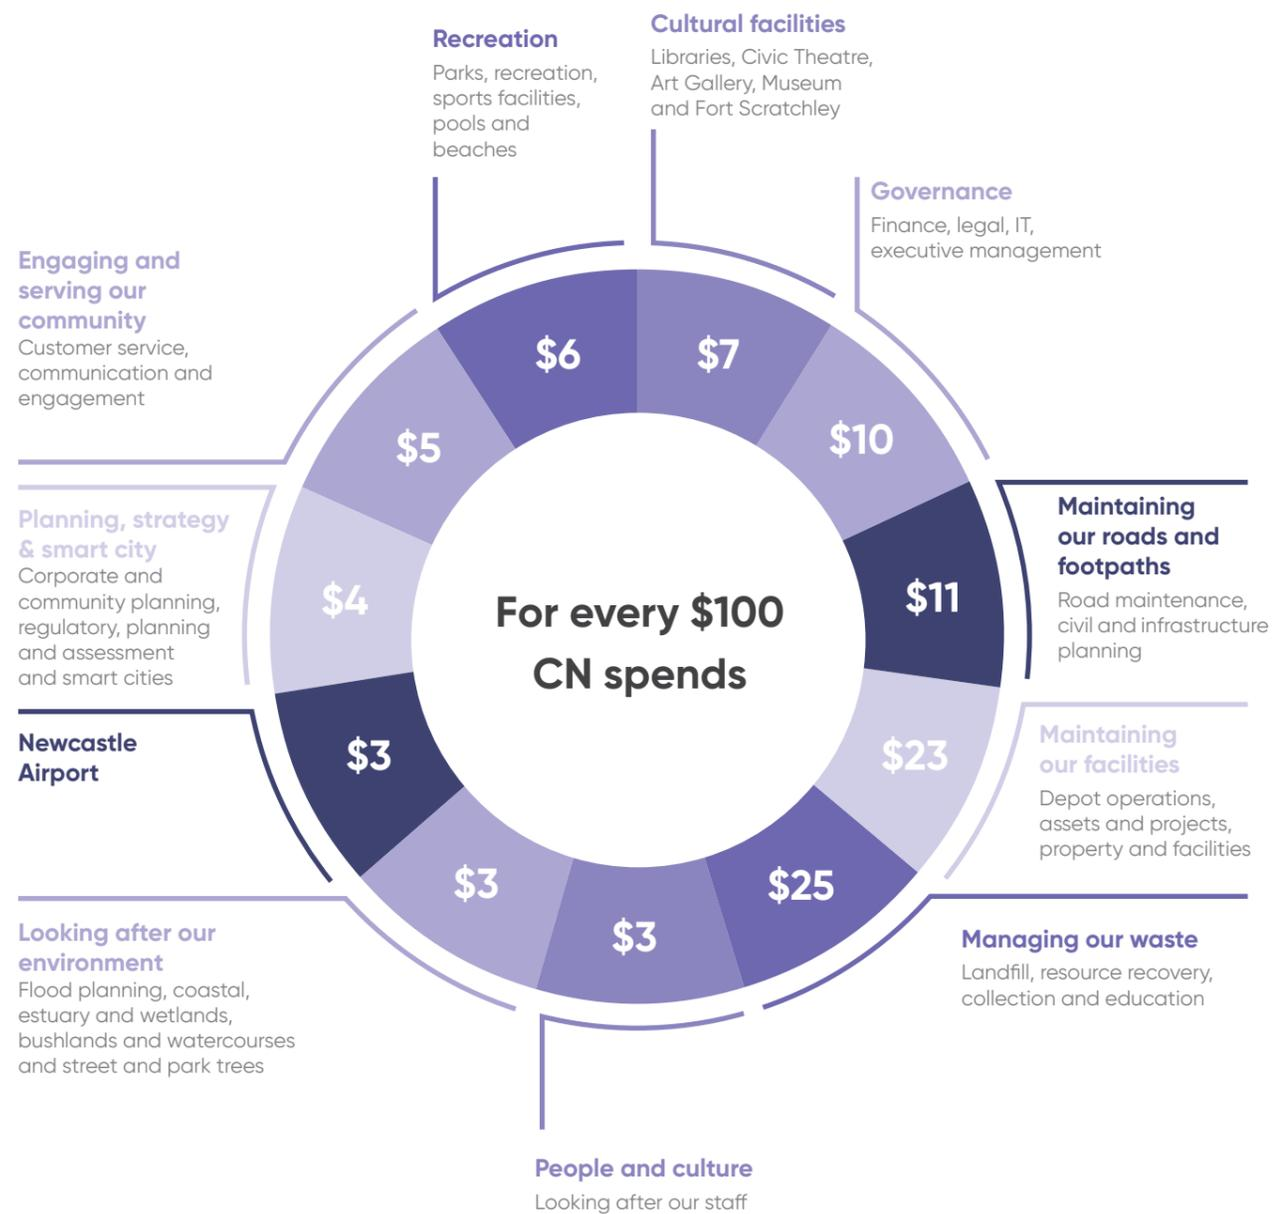 Recreation
Parks, recreation,
sports facilities,
pools and
beaches
Cultural facilities
Libraries, Civic Theatre,
Art Gallery, Museum
and Fort Scratchley
Governance
Finance, legal, IT,
executive management
Engaging and
serving our
community
Customer service,
communication and
engagement
Planning, strategy
& smart city
Corporate and
community planning,
regulatory, planning
and assessment
and smart cities
Newcastle
Airport
Looking after our
environment
Flood planning, coastal,
estuary and wetlands,
bushlands and watercourses
and street and park trees
People and culture
Looking after our staff
Managing our waste
Landfill, resource recovery,
collection and education
Maintaining
our facilities
Depot operations,
assets and projects,
property and facilities
Maintaining
our roads and
footpaths
Road maintenance,
civil and infrastructure
planning
$6
$7
$10
$11
$23
$25
$3
$3
$3
$4
$5
For every $100
CN spends